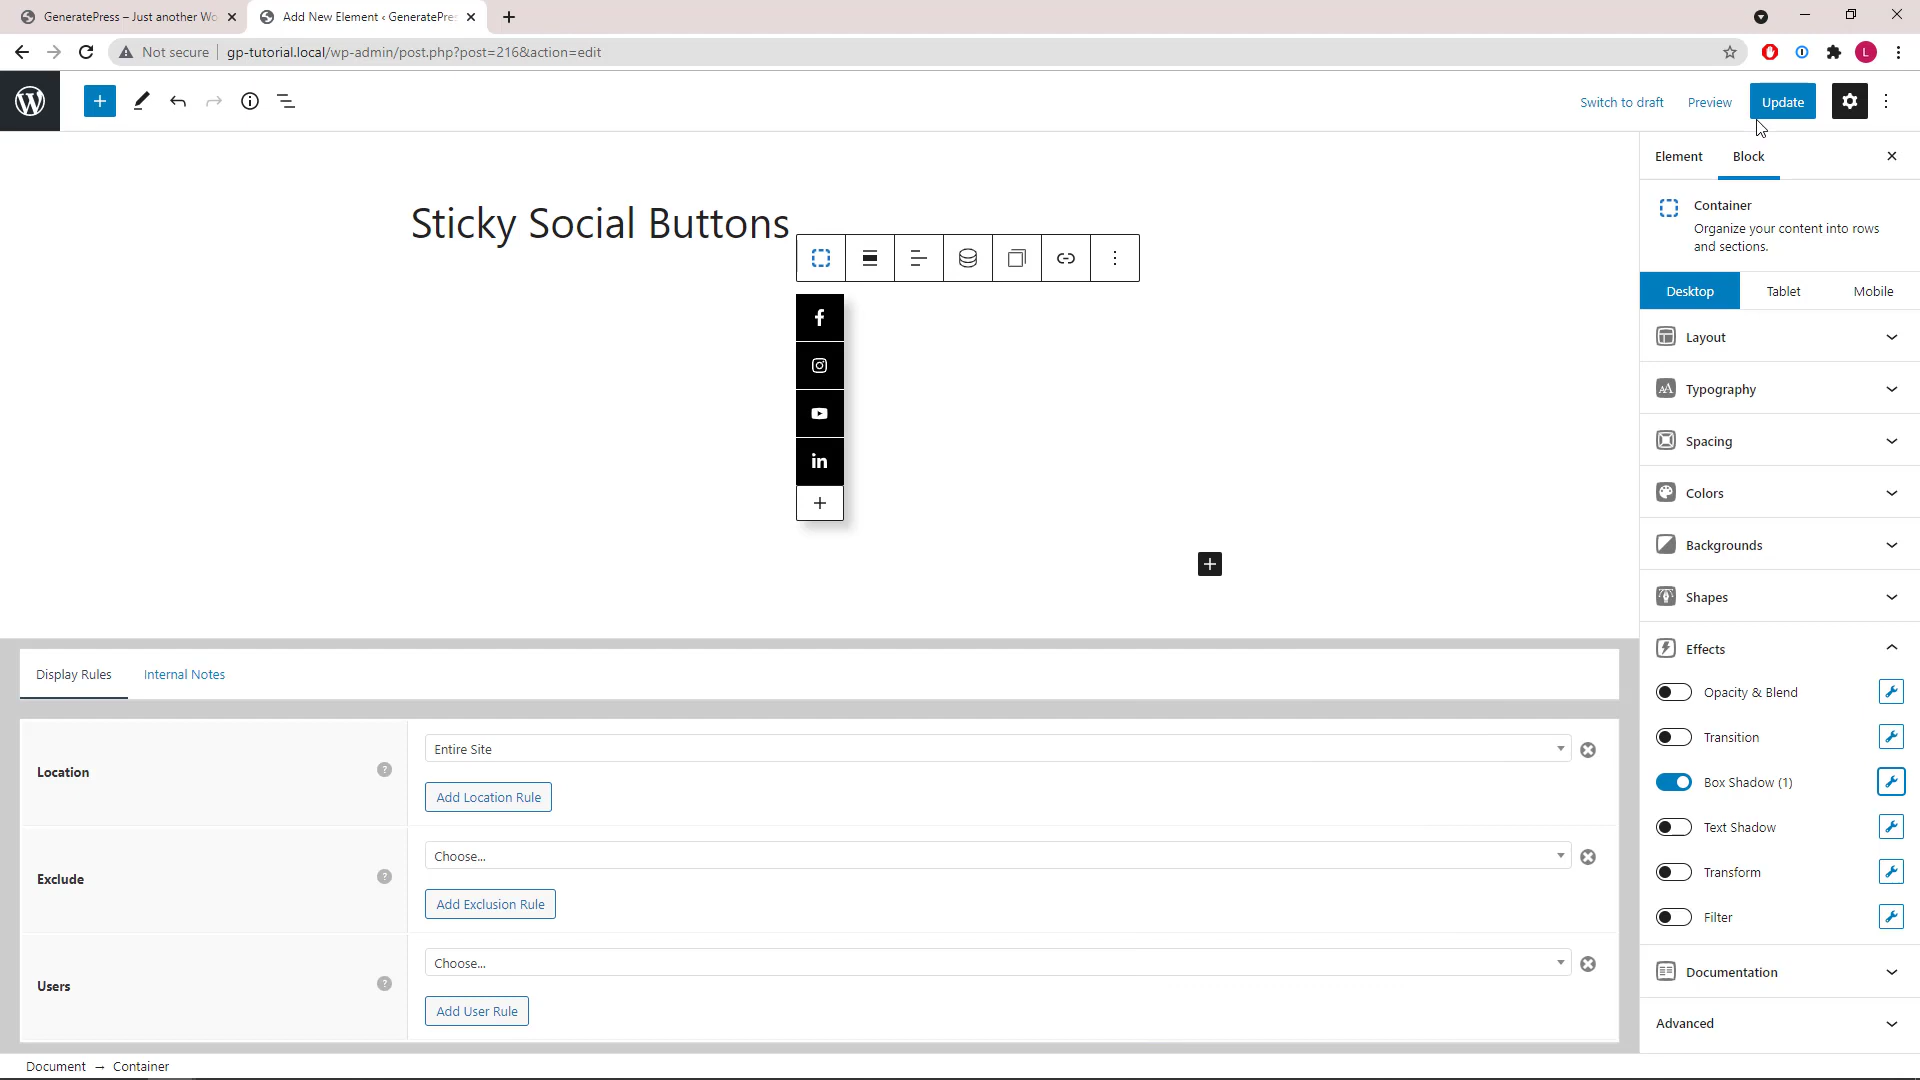 GeneratePress – Just another Wo
Add New Element ‹ GeneratePres
Not secure
gp-tutorial.local/wp-admin/post.php?post=216&action=edit
L
Switch to draft
Preview
Update
Element
Block
Container
Organize your content into rows
and sections.
Sticky Social Buttons
Desktop
Tablet
Mobile
Layout
Typography
Spacing
Colors
Backgrounds
Shapes
Effects
Opacity & Blend
Transition
Box Shadow (1)
Text Shadow
Transform
Filter
Documentation
Advanced
Display Rules
Internal Notes
Location
?
Entire Site
Add Location Rule
Exclude
?
Choose...
Add Exclusion Rule
Users
?
Choose...
Add User Rule
Document → Container